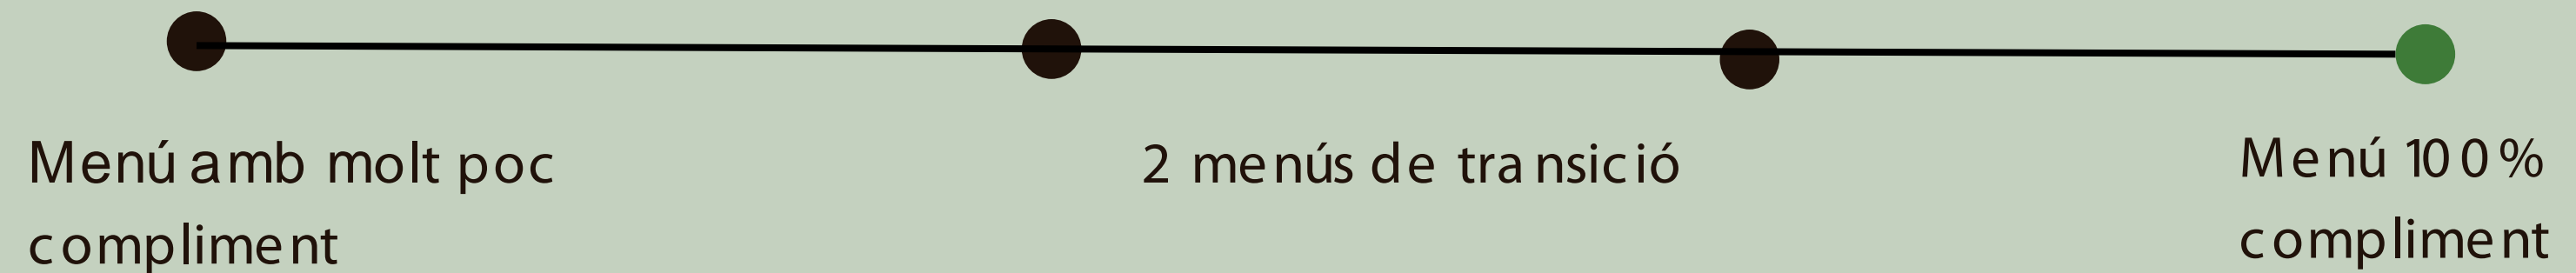 Menú amb molt poc
compliment
2 menús de transició
Menú 100%
compliment